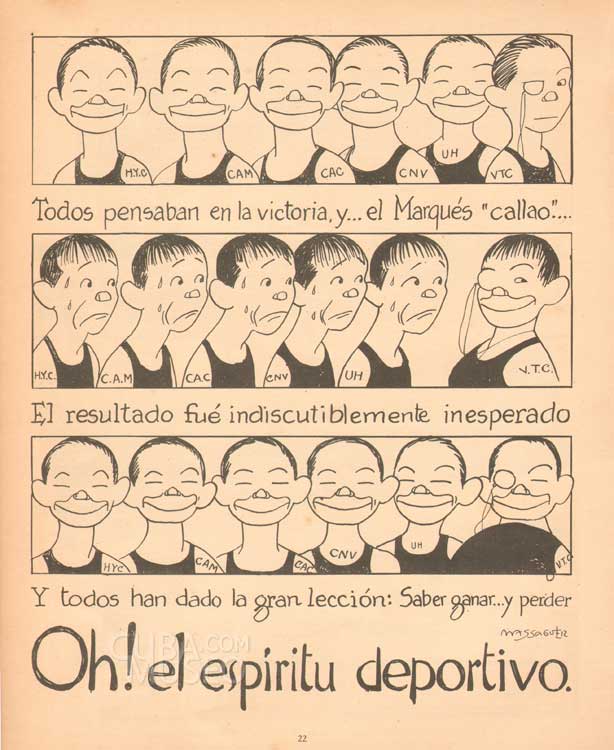 H.Y.C
CAM
CAC
CNV
UH
VTC
Todos pensaban en la victoria, y... el Marqués "callao"....
H.Y.C.
C.A.M
CAC
CNV
UH
V.T.C.
El resultado fué indiscutiblemente inesperado
HYC
CAM
CAC
CNV
UH
V.T.C
Y todos han dado la gran lección: Saber ganar...y perder
MASSAGUER
CUBA
MUSEO
.COM
Oh! el espíritu deportivo.
22